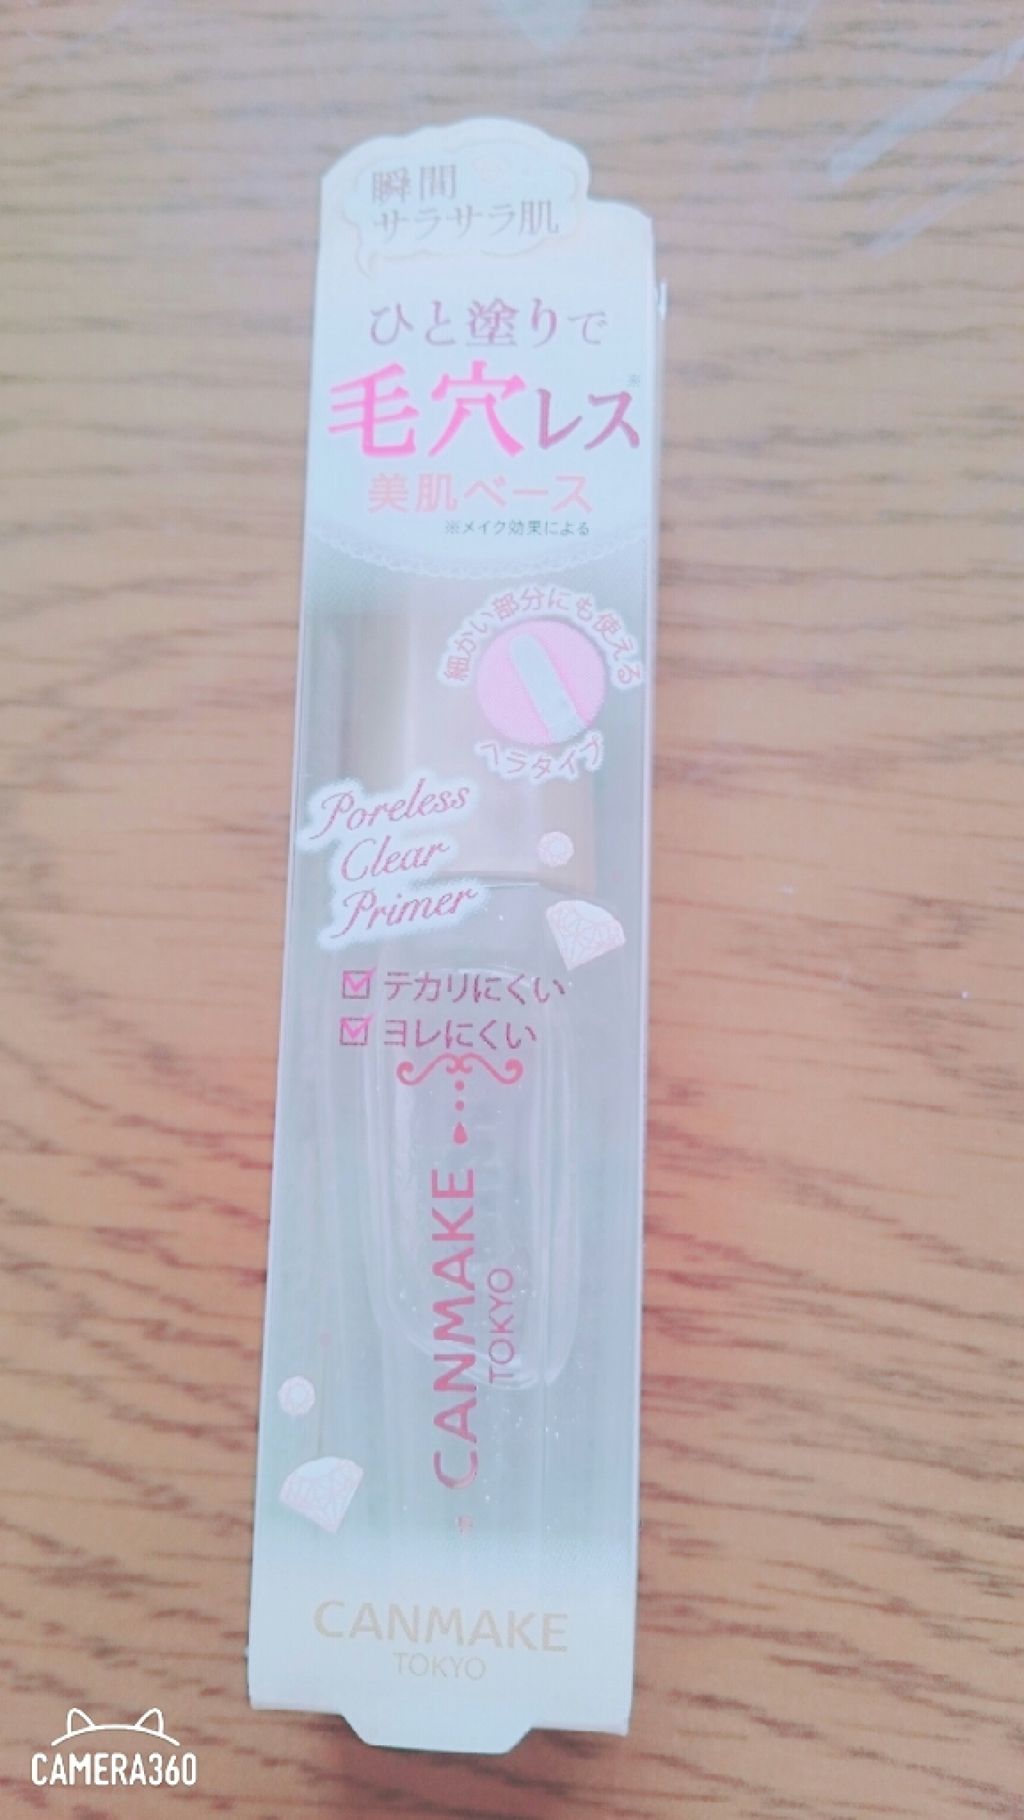 瞬間
サラサラ肌
ひと塗りで
毛穴レス※
美肌ベース
※メイク効果による
細かい部分にも使える
ヘラタイプ
Poreless
Clear
Primer
テカリにくい
ヨレにくい
CANMAKE
TOKYO
CANMAKE
TOKYO
CAMERA360